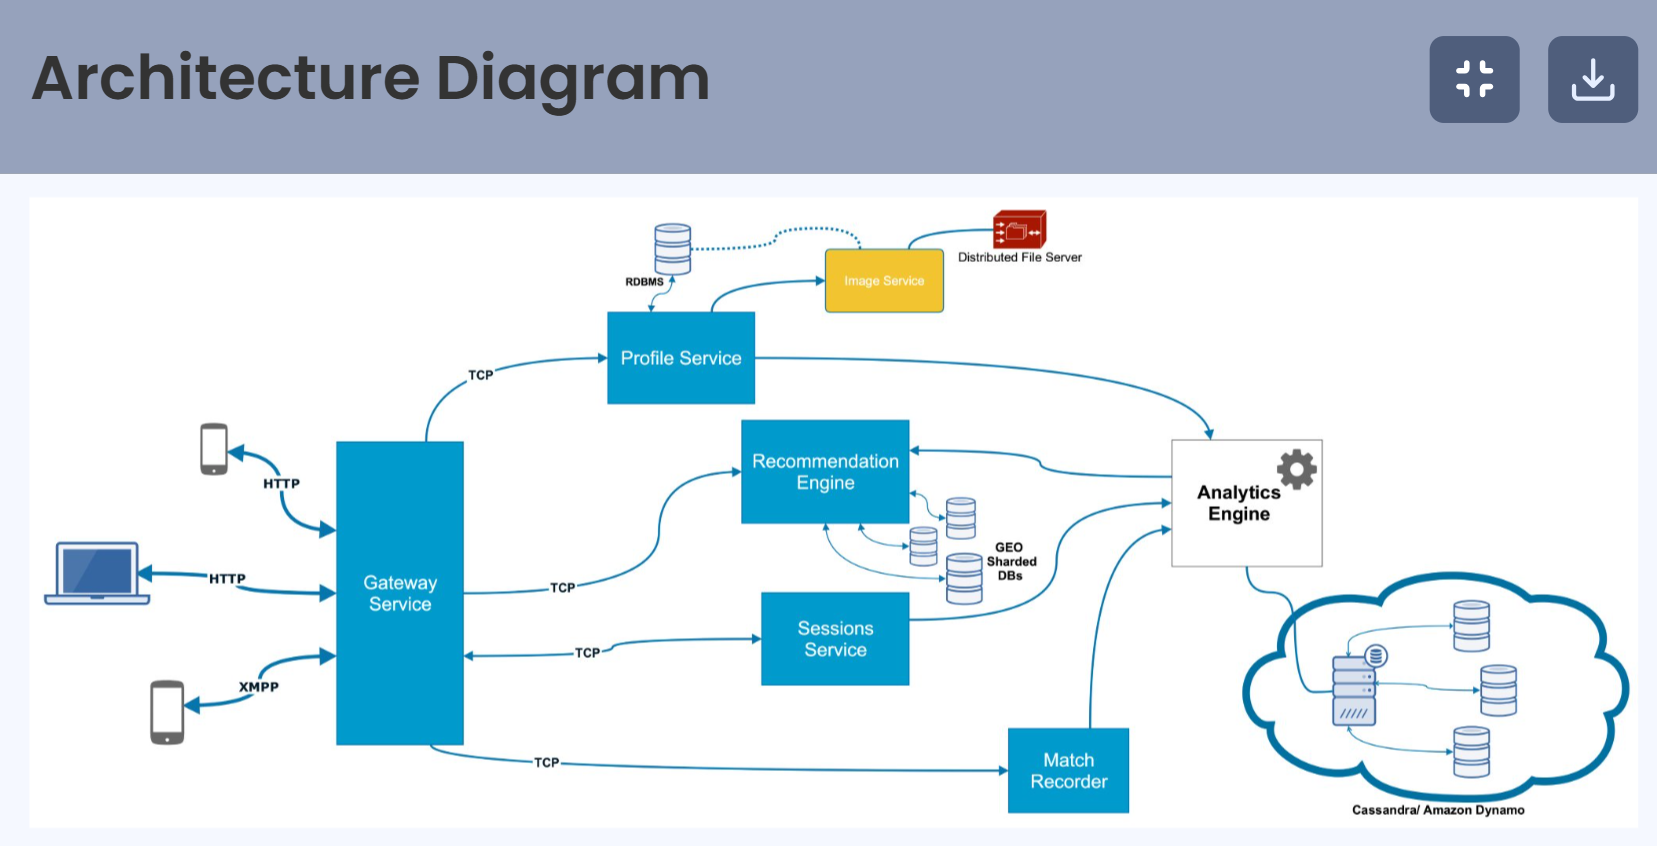 Architecture Diagram
Distributed File Server
RDBMS
Image Service
Profile Service
TCP
HTTP
Recommendation
Engine
Analytics
Engine
GEO
Sharded
DBs
HTTP
Gateway
Service
TCP
Sessions
Service
TCP
XMPP
TCP
Match
Recorder
Cassandra/ Amazon Dynamo